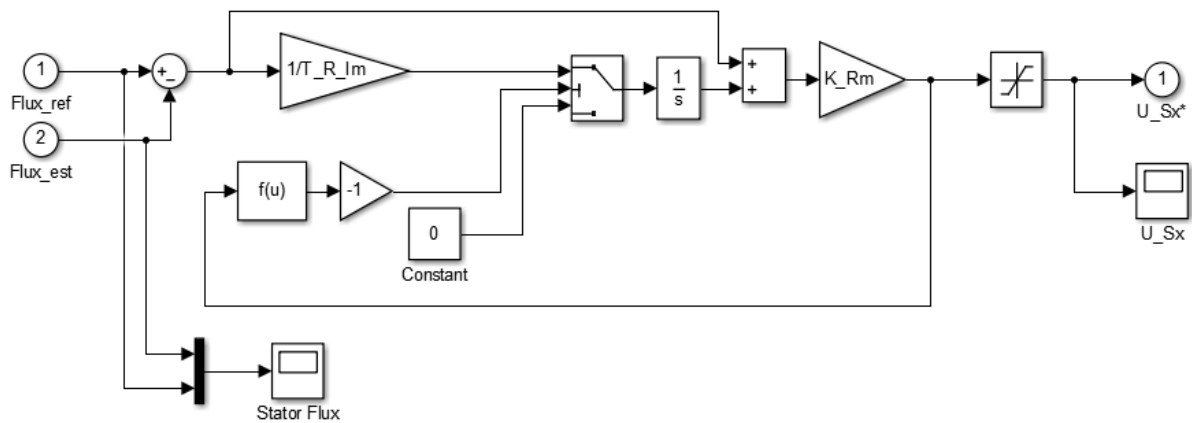 1
Flux_ref
2
Flux_est
+
−
1/T_R_Im
1
s
+
+
K_Rm
1
U_Sx*
U_Sx
f(u)
-1
0
Constant
Stator Flux